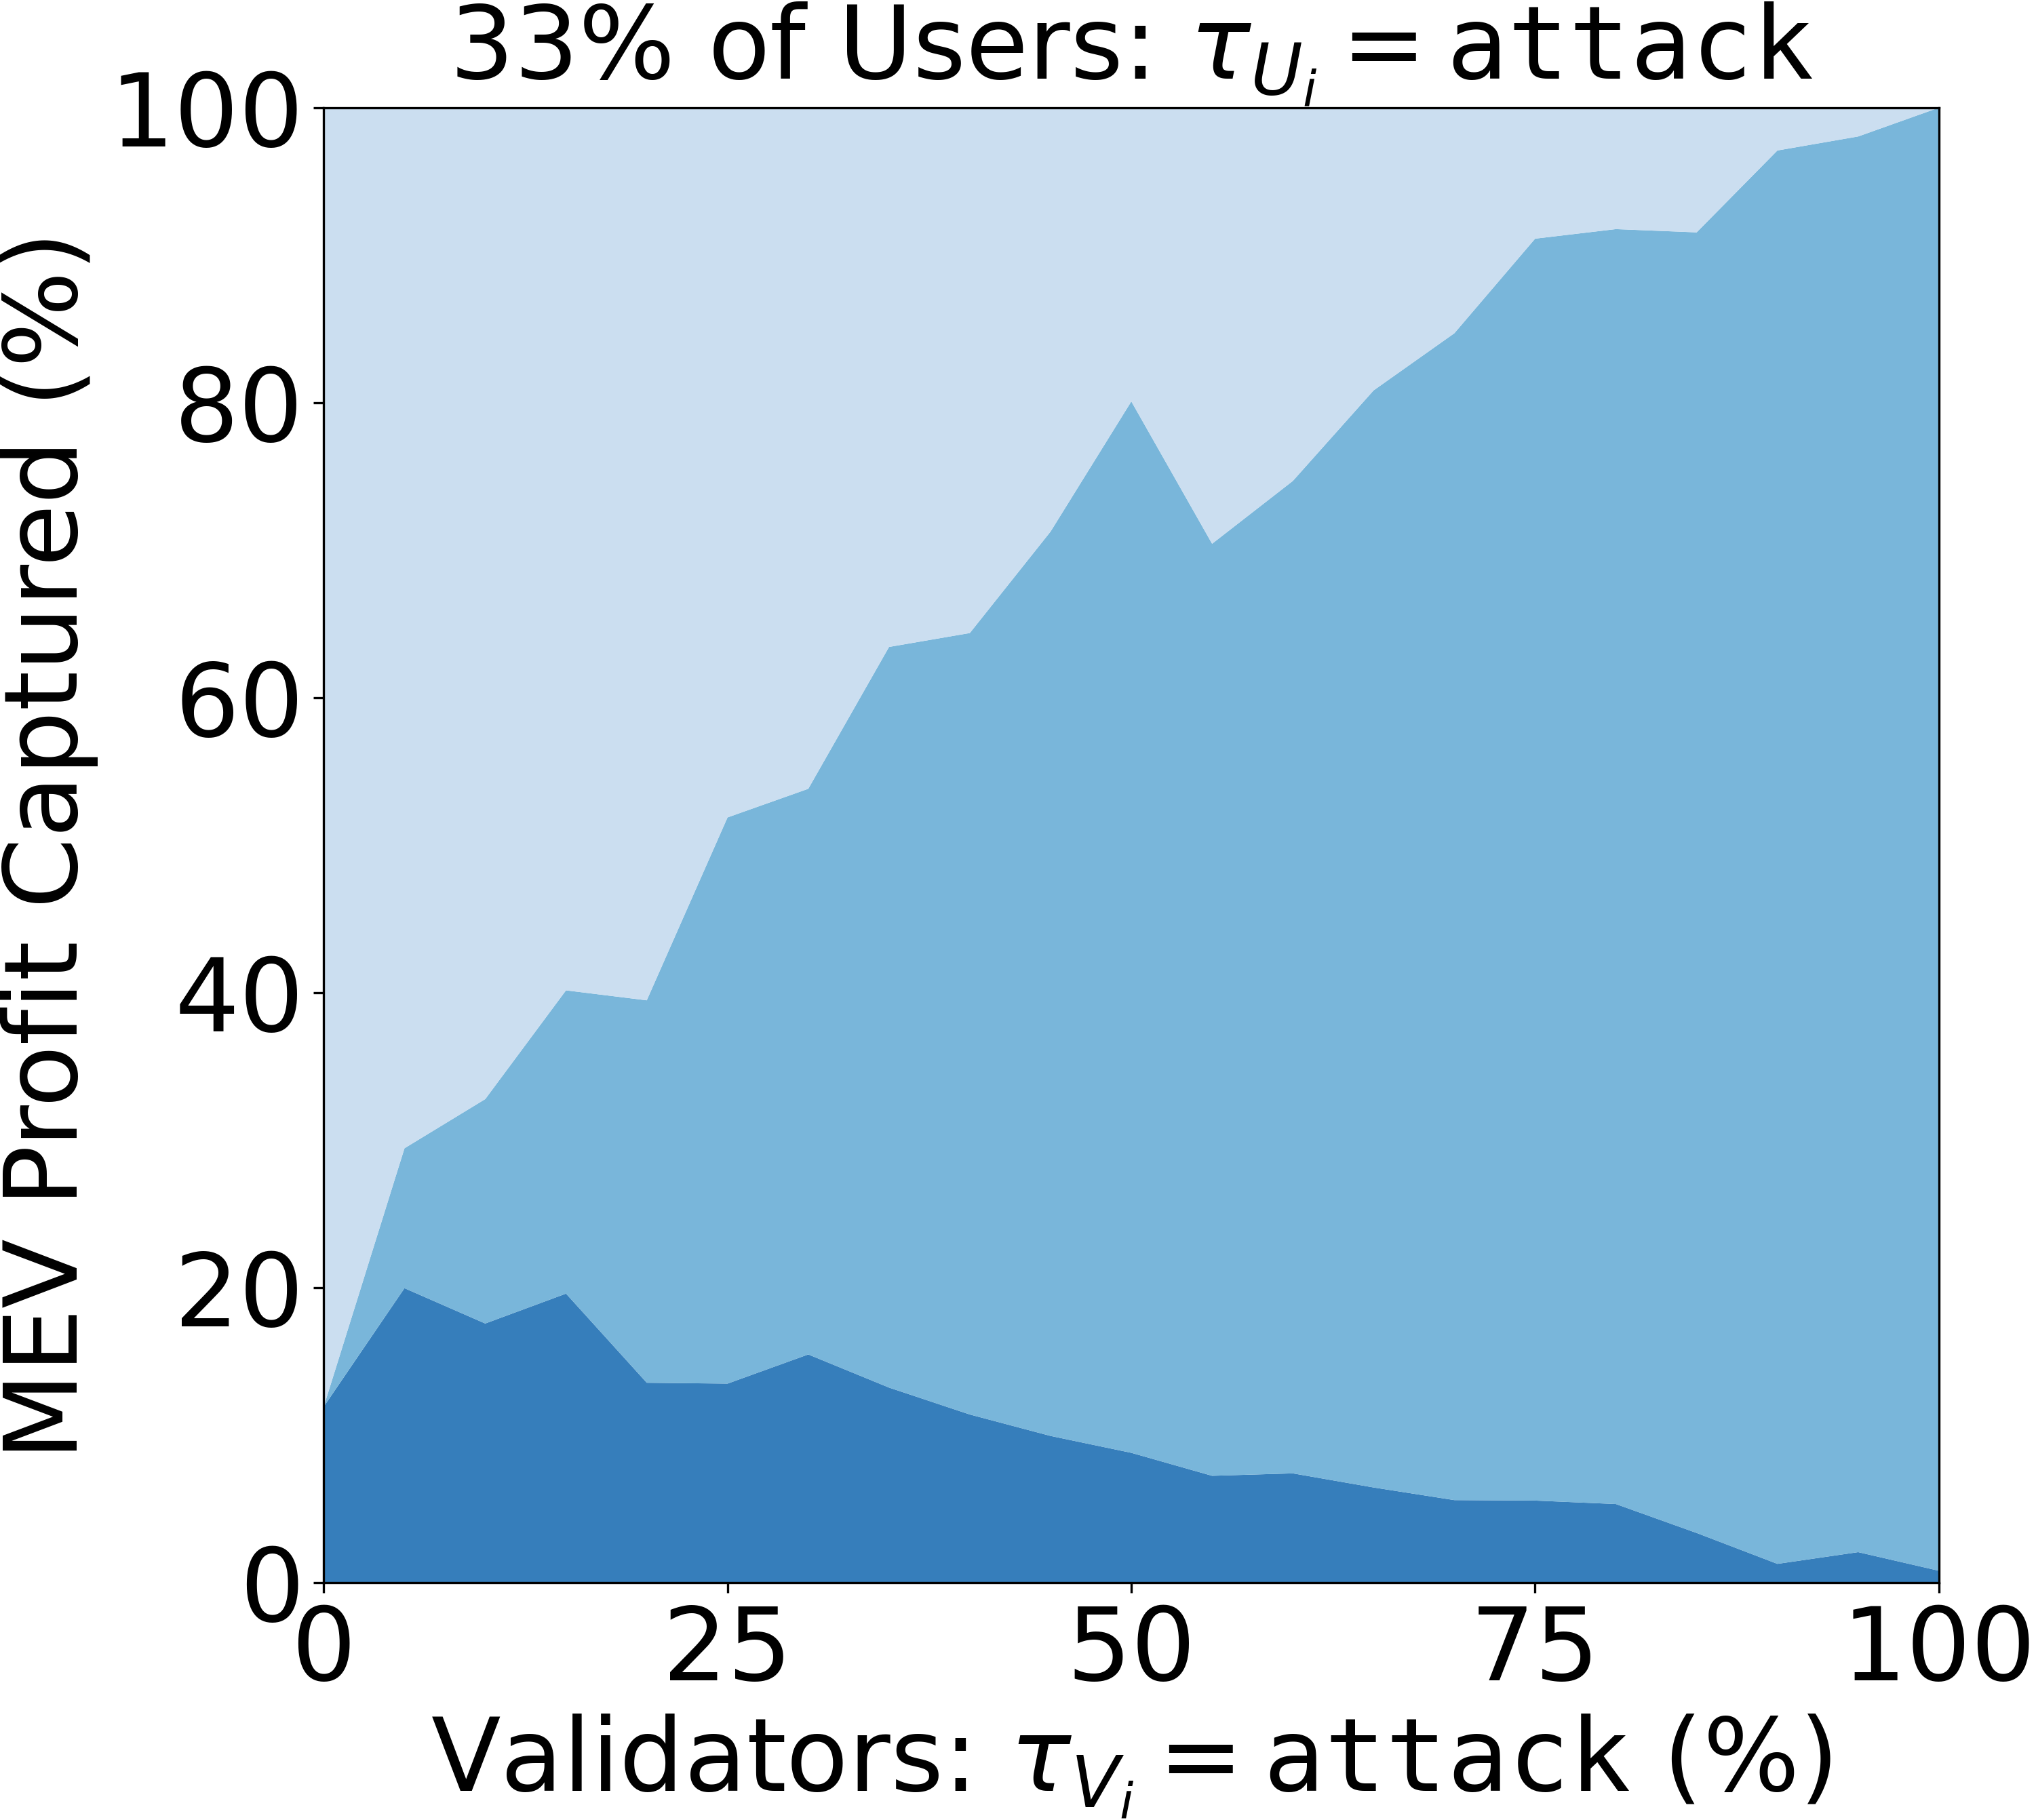 33% of Users: τ_{U_i} = attack
MEV Profit Captured (%)
100
80
60
40
20
0
0 25 50 75 100
Validators: τ_{V_i} = attack (%)